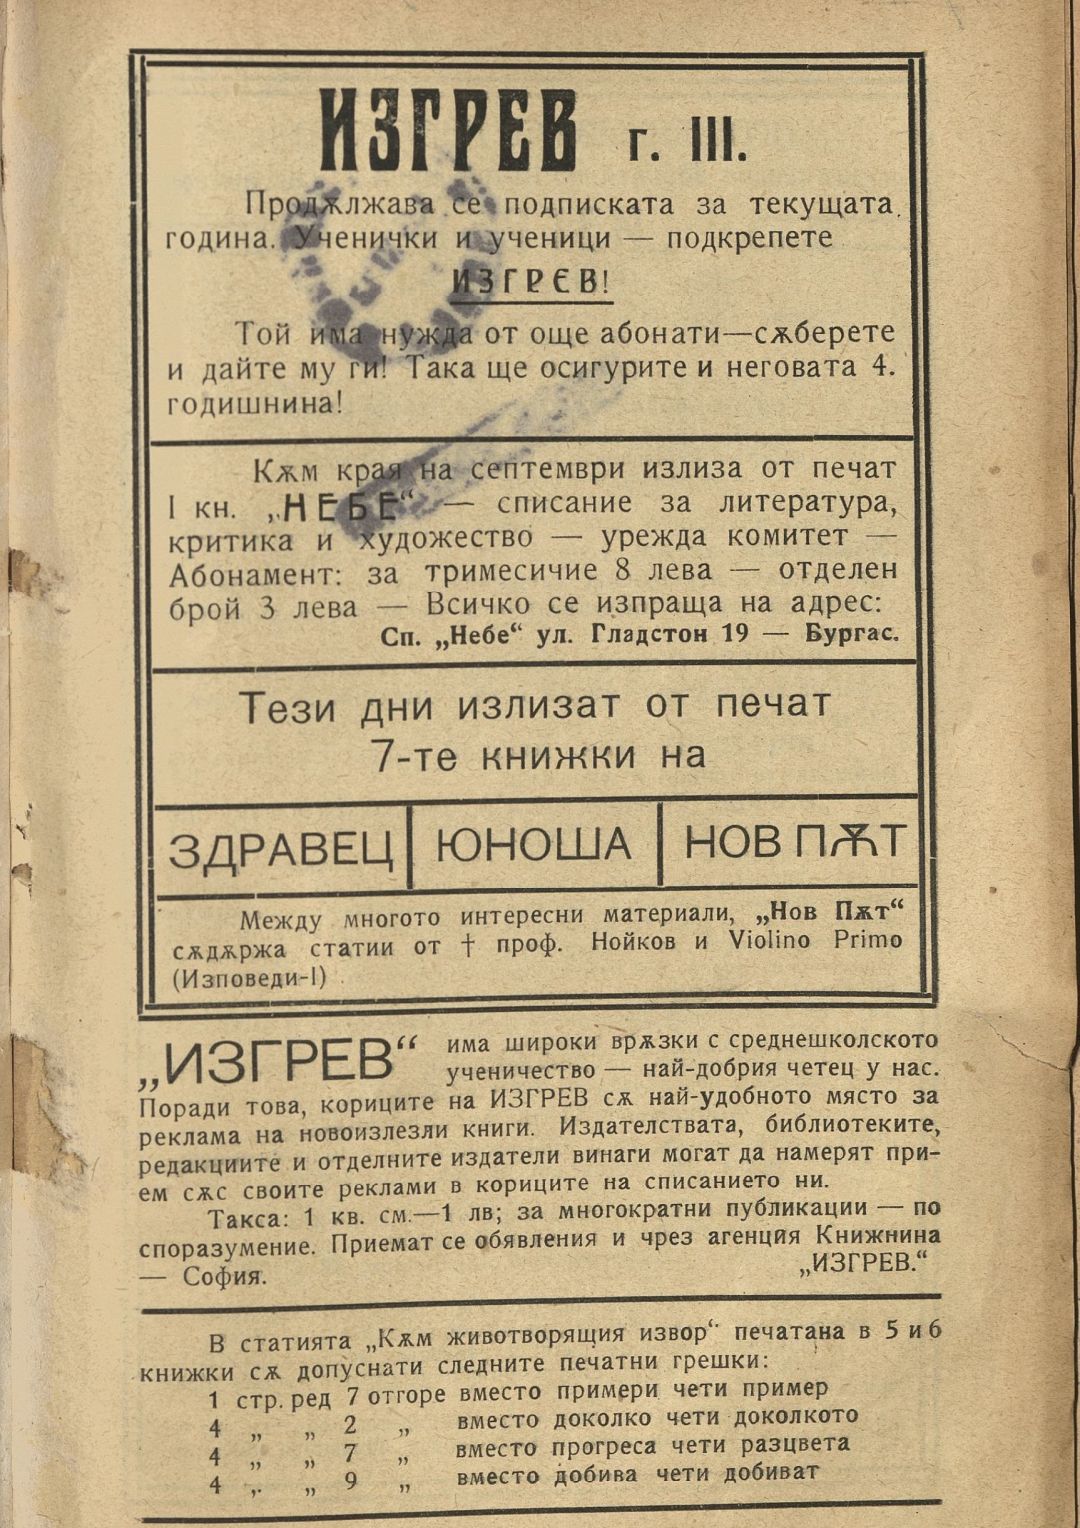 ИЗГРЕВ г. III.
Продѫлжава се подписката за текущата
година. Ученички и ученици — подкрепете
ИЗГРЕВ!
Той има нужда от още абонати—сѫберете
и дайте му ги! Така ще осигурите и неговата 4.
годишнина!
Кѫм края на септември излиза от печат
I кн. „НЕБЕ“ — списание за литература,
критика и художество — урежда комитет —
Абонамент: за тримесичие 8 лева — отделен
брой 3 лева — Всичко се изпраща на адрес:
Сп. „Небе“ ул. Гладстон 19 — Бургас.
Тези дни излизат от печат
7-те книжки на
ЗДРАВЕЦ ЮНОША НОВ ПѪТ
Между многото интересни материали, „Нов Пѫт“
сѫдѫржа статии от † проф. Нойков и Violino Primo
(Изповеди-I)
„ИЗГРЕВ“ има широки врѫзки с среднешколското
ученичество — най-добрия четец у нас.
Поради това, кориците на ИЗГРЕВ сѫ най-удобното място за
реклама на новоизлезли книги. Издателствата, библиотеките,
редакциите и отделните издатели винаги могат да намерят при-
ем сѫс своите реклами в кориците на списанието ни.
Такса: 1 кв. см.—1 лв; за многократни публикации — по
споразумение. Приемат се обявления и чрез агенция Книжнина
— София. „ИЗГРЕВ.“
В статията „Кѫм животворящия извор“ печатана в 5 и 6
книжки сѫ допуснати следните печатни грешки:
1 стр. ред 7 отгоре вместо примери чети пример
4 „ „ 2 „ вместо доколко чети доколкото
4 „ „ 7 „ вместо прогреса чети разцвета
4 „ „ 9 „ вместо добива чети добиват